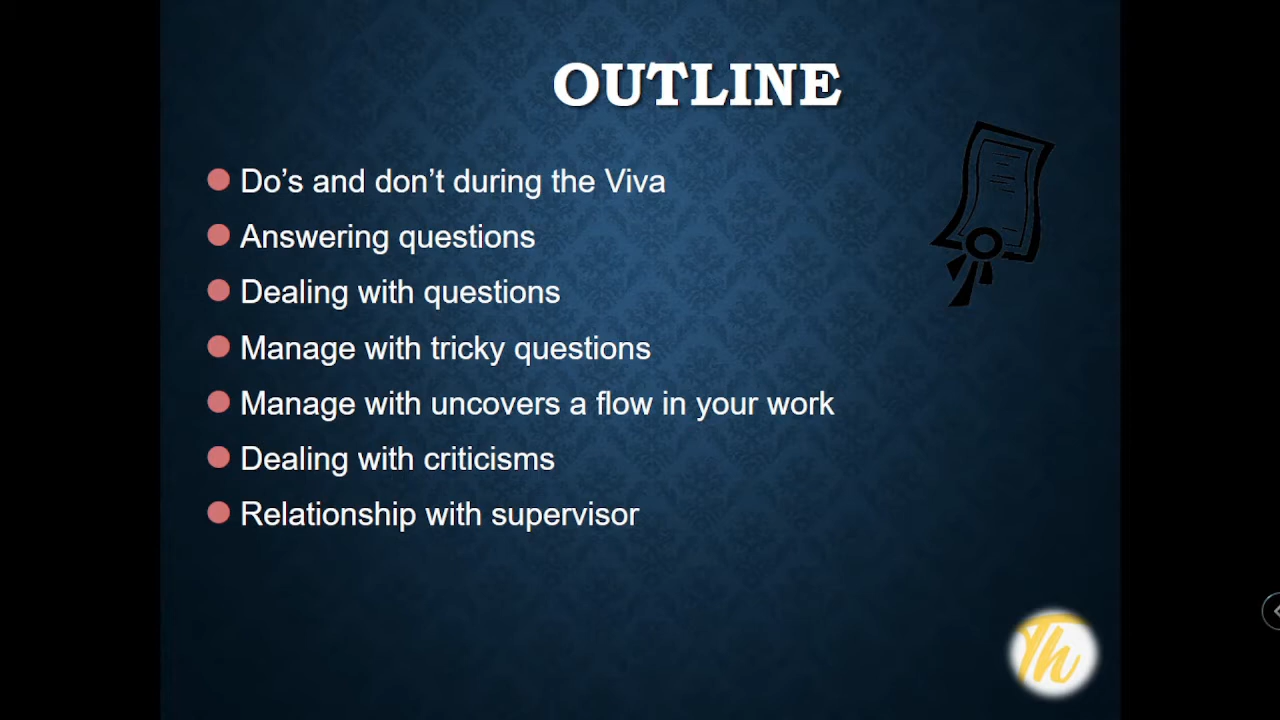 OUTLINE
Do’s and don’t during the Viva
Answering questions
Dealing with questions
Manage with tricky questions
Manage with uncovers a flow in your work
Dealing with criticisms
Relationship with supervisor
Th